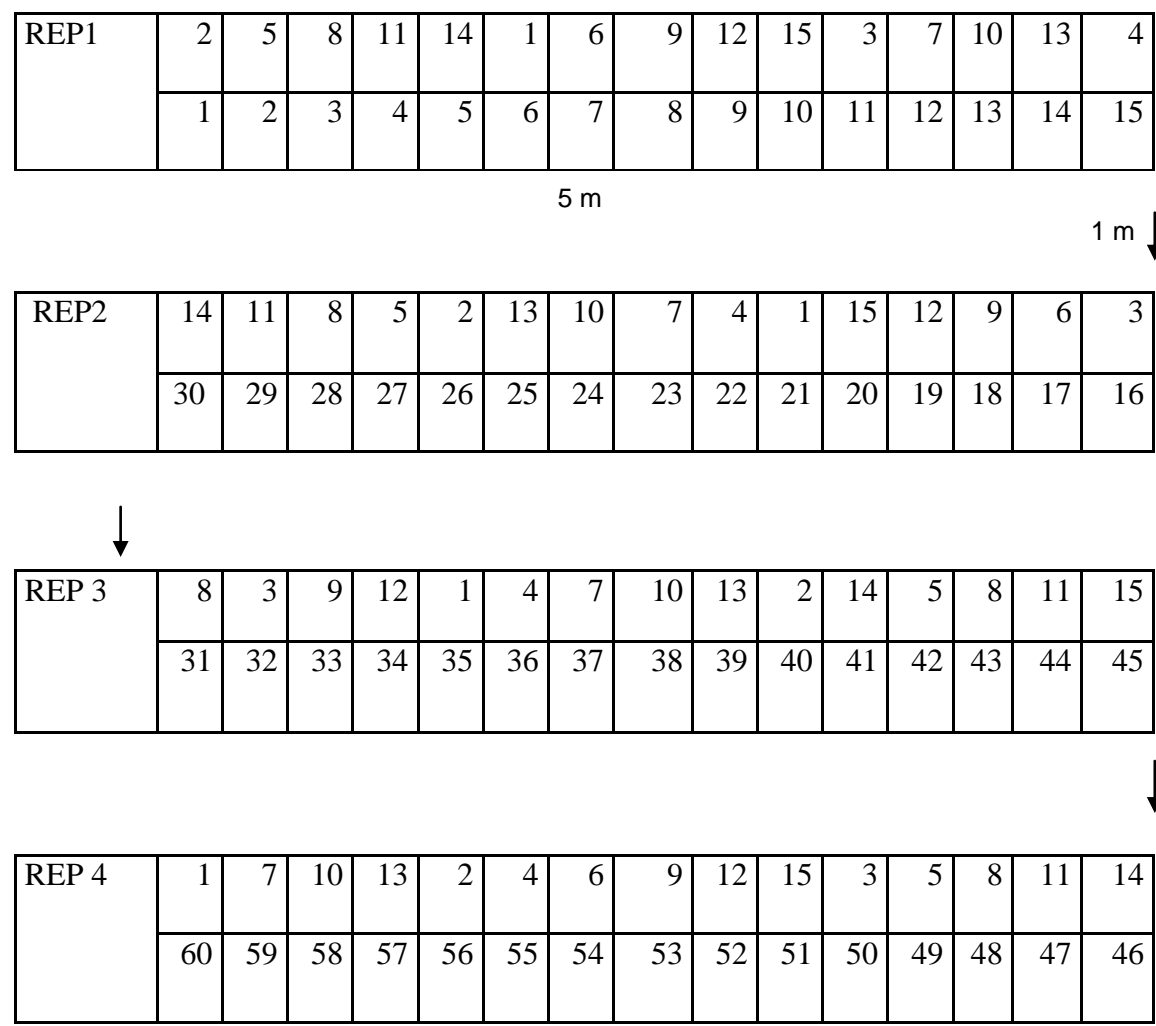 REP1 2 5 8 11 14 1 6 9 12 15 3 7 10 13 4
1 2 3 4 5 6 7 8 9 10 11 12 13 14 15
5 m
1 m
REP2 14 11 8 5 2 13 10 7 4 1 15 12 9 6 3
30 29 28 27 26 25 24 23 22 21 20 19 18 17 16
REP 3 8 3 9 12 1 4 7 10 13 2 14 5 8 11 15
31 32 33 34 35 36 37 38 39 40 41 42 43 44 45
REP 4 1 7 10 13 2 4 6 9 12 15 3 5 8 11 14
60 59 58 57 56 55 54 53 52 51 50 49 48 47 46